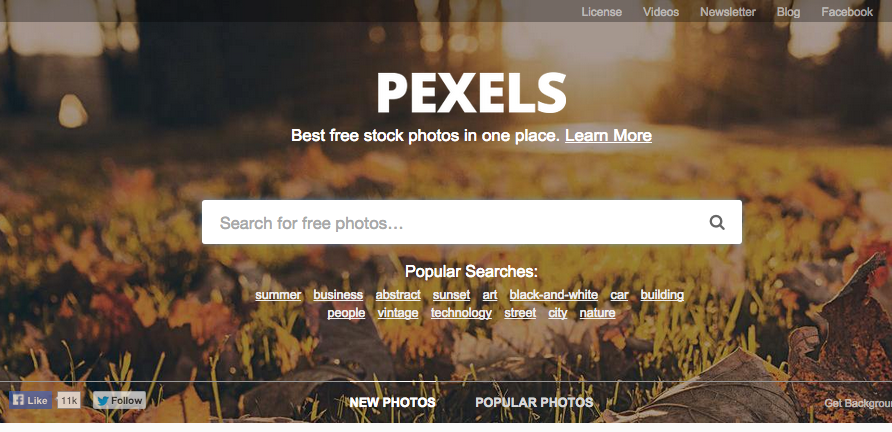 License Videos Newsletter Blog Facebook
PEXELS
Best free stock photos in one place. Learn More
Search for free photos...
Popular Searches:
summer business abstract sunset art black-and-white car building
people vintage technology street city nature
Like 11k Follow NEW PHOTOS POPULAR PHOTOS Get Backgroun